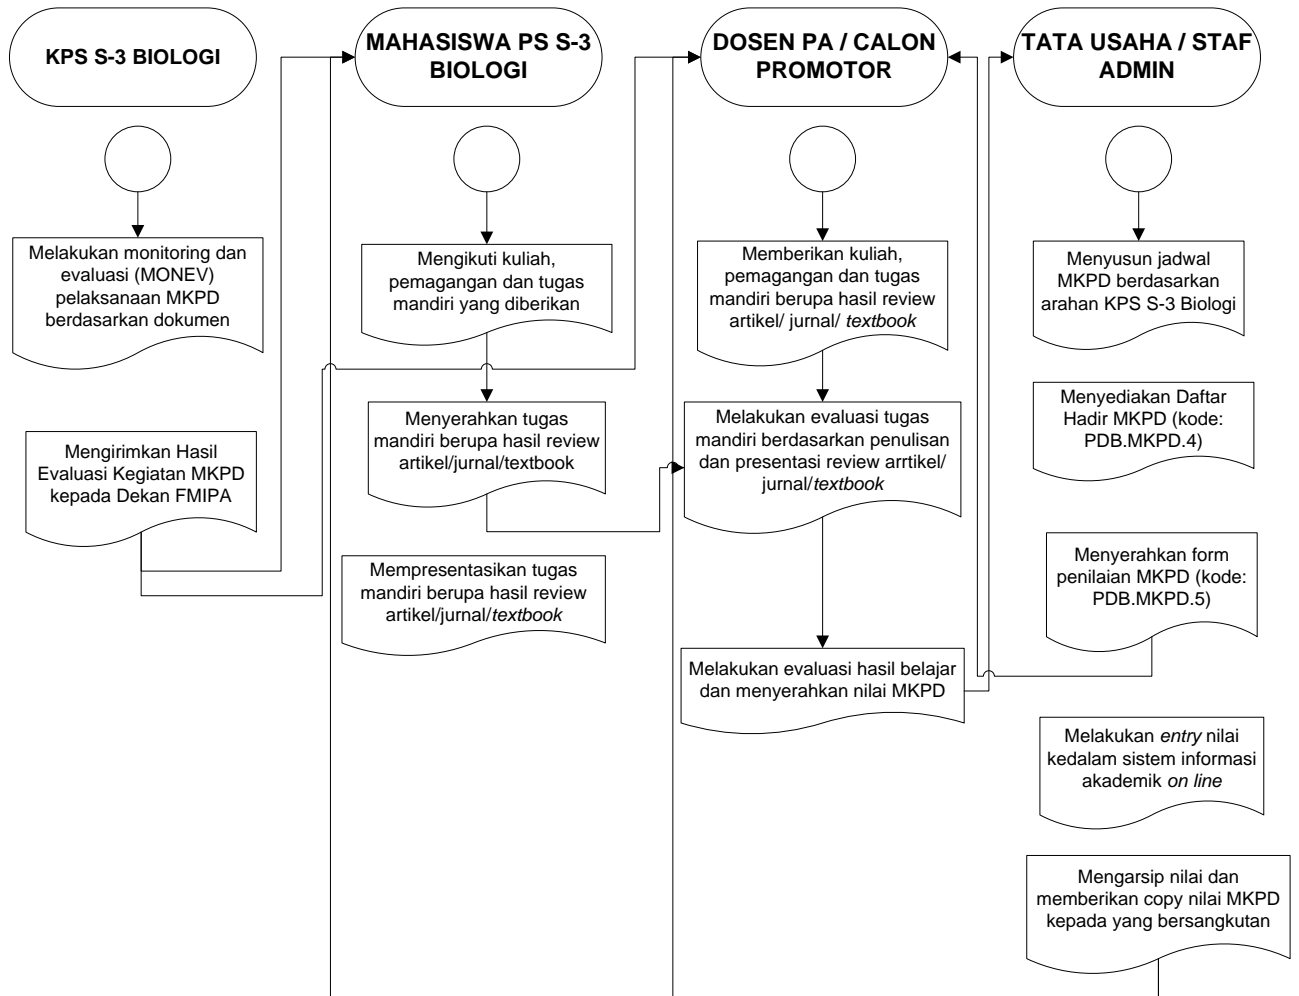 KPS S-3 BIOLOGI
Melakukan monitoring dan
evaluasi (MONEV)
pelaksanaan MKPD
berdasarkan dokumen
Mengirimkan Hasil
Evaluasi Kegiatan MKPD
kepada Dekan FMIPA
MAHASISWA PS S-3
BIOLOGI
Mengikuti kuliah,
pemagangan dan tugas
mandiri yang diberikan
Menyerahkan tugas
mandiri berupa hasil review
artikel/jurnal/textbook
Mempresentasikan tugas
mandiri berupa hasil review
artikel/jurnal/textbook
DOSEN PA / CALON
PROMOTOR
Memberikan kuliah,
pemagangan dan tugas
mandiri berupa hasil review
artikel/ jurnal/ textbook
Melakukan evaluasi tugas
mandiri berdasarkan penulisan
dan presentasi review arrtikel/
jurnal/textbook
Melakukan evaluasi hasil belajar
dan menyerahkan nilai MKPD
TATA USAHA / STAF
ADMIN
Menyusun jadwal
MKPD berdasarkan
arahan KPS S-3 Biologi
Menyediakan Daftar
Hadir MKPD (kode:
PDB.MKPD.4)
Menyerahkan form
penilaian MKPD (kode:
PDB.MKPD.5)
Melakukan entry nilai
kedalam sistem informasi
akademik on line
Mengarsip nilai dan
memberikan copy nilai MKPD
kepada yang bersangkutan